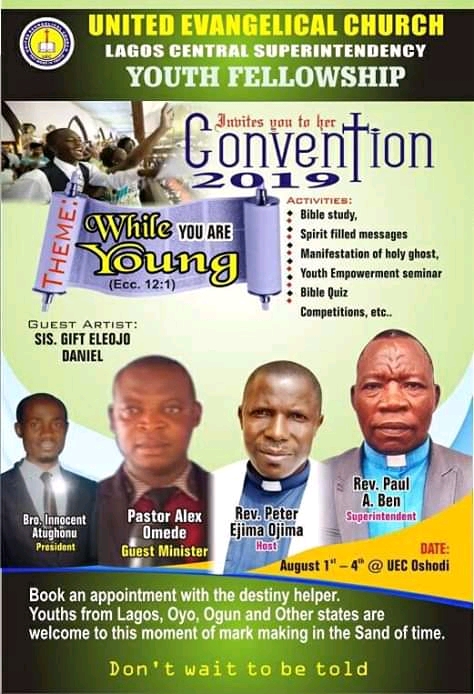 UNITED EVANGELICAL CHURCH
LAGOS CENTRAL SUPERINTENDENCY
YOUTH FELLOWSHIP
Invites you to her
Convention
2019
THEME:
While YOU ARE
Young
(Ecc. 12:1)
ACTIVITIES:
Bible study,
Spirit filled messages
Manifestation of holy ghost,
Youth Empowerment seminar
Bible Quiz
Competitions, etc..
GUEST ARTIST:
SIS. GIFT ELEOJO
DANIEL
Bro. Innocent
Atughonu
President
Pastor Alex
Omede
Guest Minister
Rev. Peter
Ejima Ojima
Host
Rev. Paul
A. Ben
Superintendent
DATE:
August 1st – 4th @ UEC Oshodi
Book an appointment with the destiny helper.
Youths from Lagos, Oyo, Ogun and Other states are
welcome to this moment of mark making in the Sand of time.
Don't wait to be told